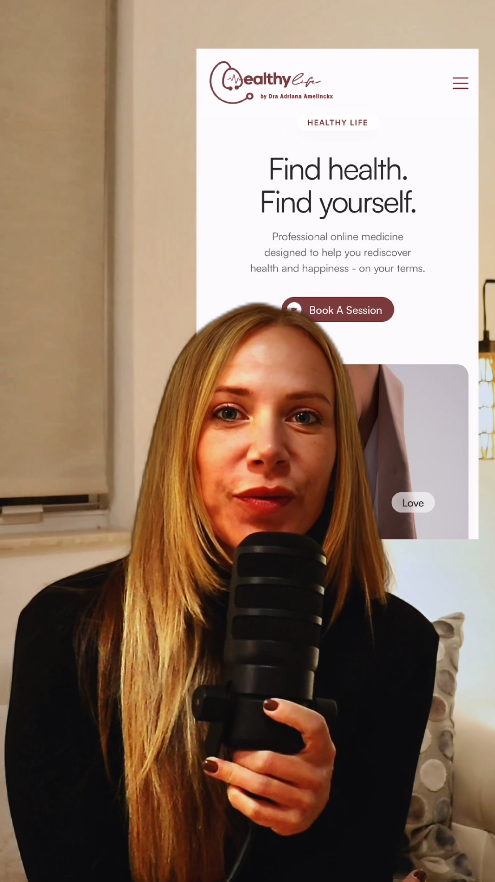 ealthy life
by Dra Adriana Amelinckx
HEALTHY LIFE
Find health.
Find yourself.
Professional online medicine
designed to help you rediscover
health and happiness - on your terms.
Book A Session
Love